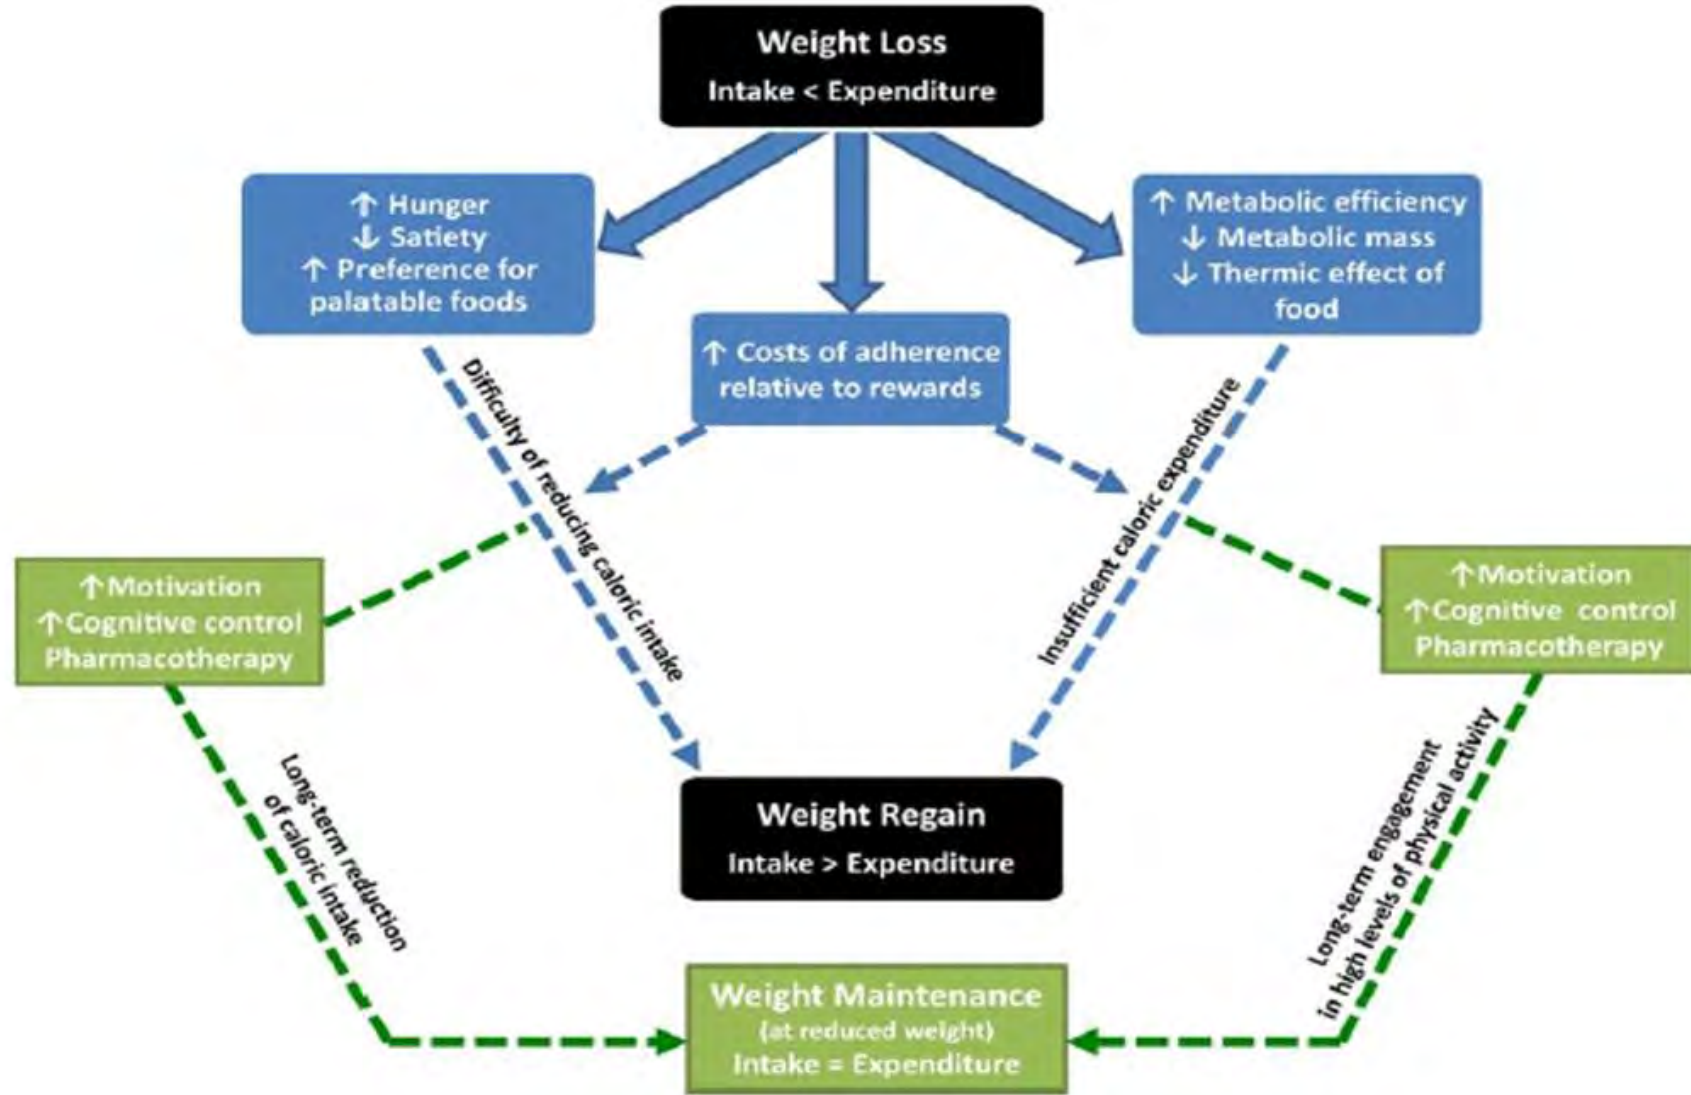 Weight Loss
Intake < Expenditure
↑ Hunger
↓ Satiety
↑ Preference for
palatable foods
↑ Costs of adherence
relative to rewards
↑ Metabolic efficiency
↓ Metabolic mass
↓ Thermic effect of
food
Difficulty of reducing caloric intake
Insufficient caloric expenditure
↑Motivation
↑Cognitive control
Pharmacotherapy
↑Motivation
↑Cognitive control
Pharmacotherapy
Long-term reduction
of caloric intake
Long-term engagement
in high levels of physical activity
Weight Regain
Intake > Expenditure
Weight Maintenance
(at reduced weight)
Intake = Expenditure